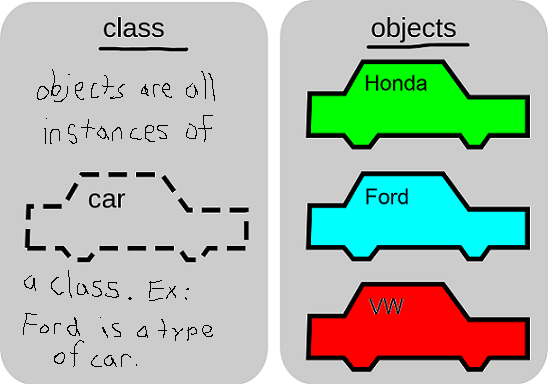 class
objects are all
instances of
car
a class. Ex:
Ford is a type
of car.
objects
Honda
Ford
VW